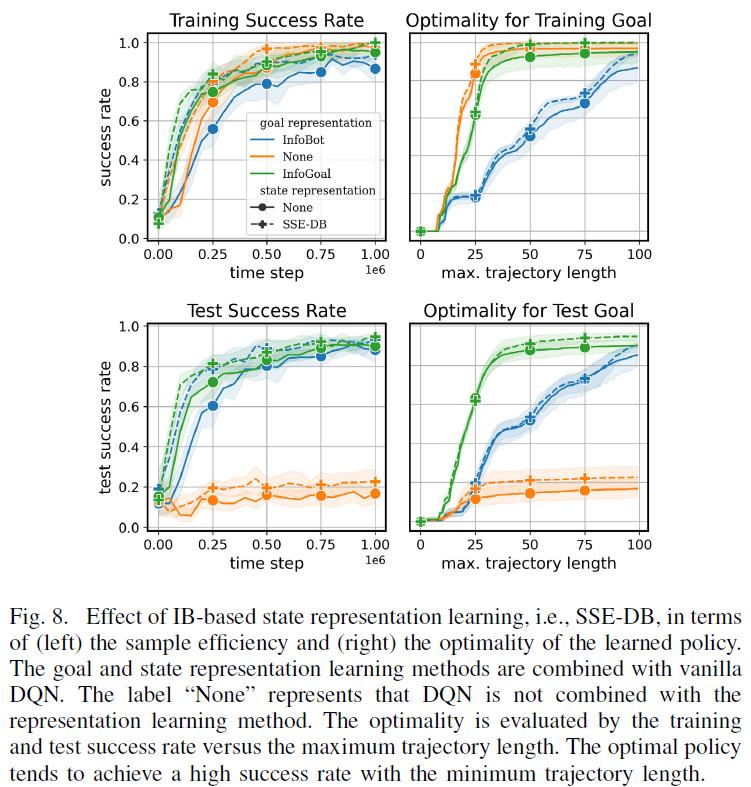 Training Success Rate
Optimality for Training Goal
success rate
1.0
0.8
0.6
0.4
0.2
0.0
goal representation
InfoBot
None
InfoGoal
state representation
None
SSE-DB
0.00 0.25 0.50 0.75 1.00
1e6
time step
0 25 50 75 100
max. trajectory length
Test Success Rate
Optimality for Test Goal
test success rate
1.0
0.8
0.6
0.4
0.2
0.0
0.00 0.25 0.50 0.75 1.00
1e6
time step
0 25 50 75 100
max. trajectory length
Fig. 8. Effect of IB-based state representation learning, i.e., SSE-DB, in terms
of (left) the sample efficiency and (right) the optimality of the learned policy.
The goal and state representation learning methods are combined with vanilla
DQN. The label “None” represents that DQN is not combined with the
representation learning method. The optimality is evaluated by the training
and test success rate versus the maximum trajectory length. The optimal policy
tends to achieve a high success rate with the minimum trajectory length.